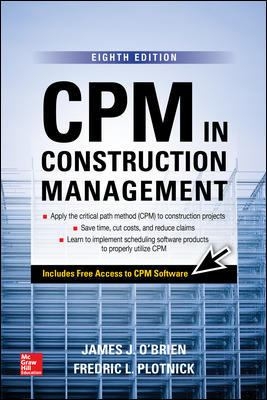 EIGHTH EDITION
CPM IN
CONSTRUCTION
MANAGEMENT
Apply the critical path method (CPM) to construction projects
Save time, cut costs, and reduce claims
Learn to implement scheduling software products
to properly utilize CPM
Includes Free Access to CPM Software
JAMES J. O'BRIEN
FREDRIC L. PLOTNICK
Mc
Graw
Hill
Education